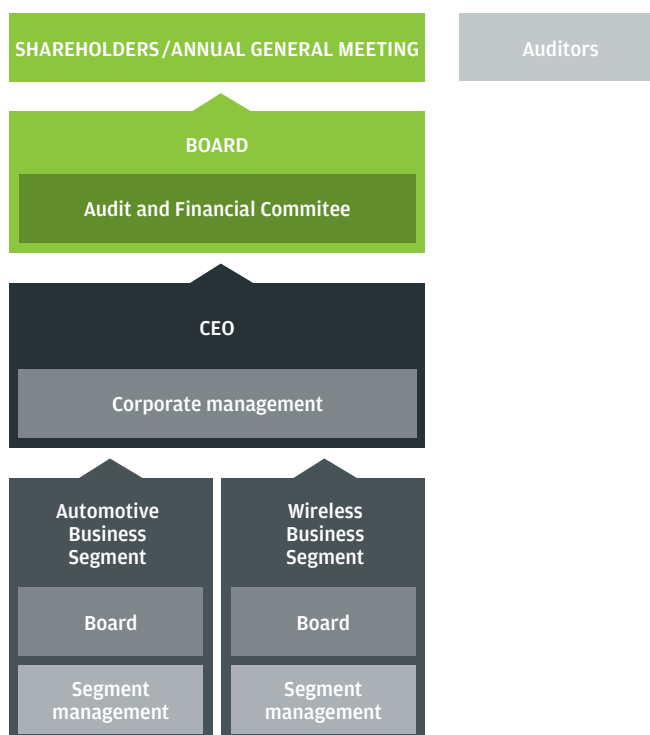 SHAREHOLDERS/ANNUAL GENERAL MEETING
Auditors
BOARD
Audit and Financial Commitee
CEO
Corporate management
Automotive
Business
Segment
Board
Segment
management
Wireless
Business
Segment
Board
Segment
management